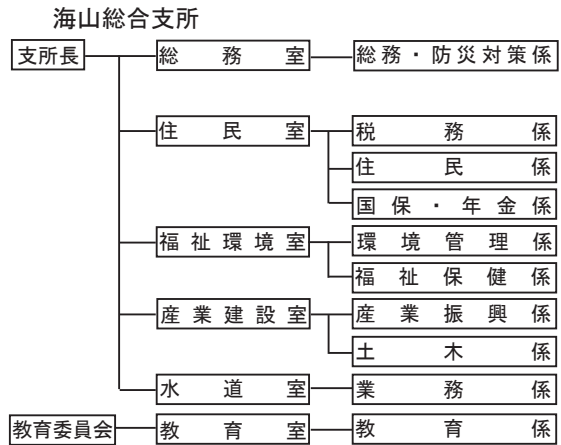 海山総合支所
支所長 総務室 総務・防災対策係
住民室 税務係
住民係
国保・年金係
福祉環境室 環境管理係
福祉保健係
産業建設室 産業振興係
土木係
水道室 業務係
教育委員会 教育室 教育係